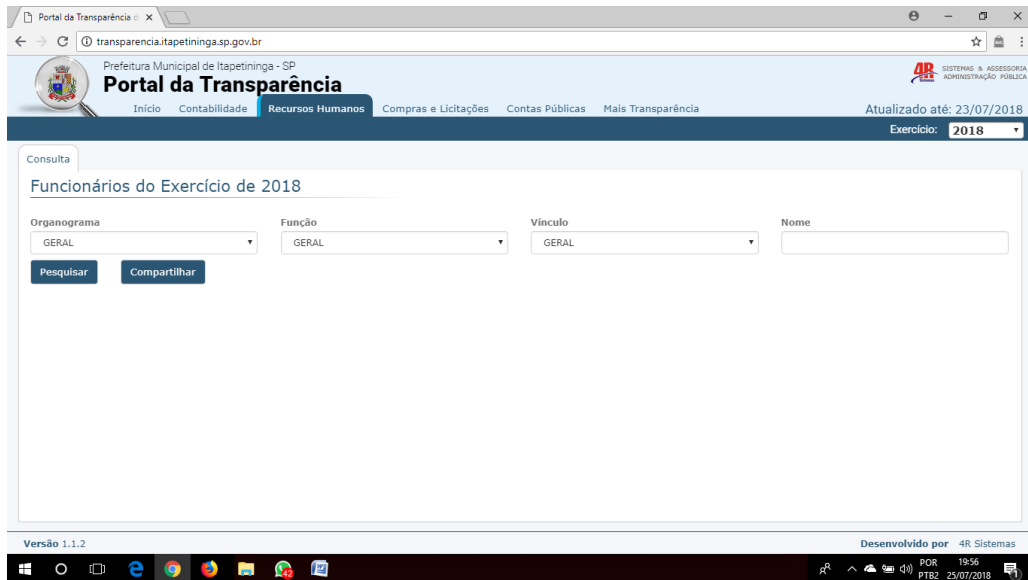 Portal da Transparência d
transparencia.itapetininga.sp.gov.br
Prefeitura Municipal de Itapetininga - SP
Portal da Transparência
4R SISTEMAS & ASSESSORIA
ADMINISTRAÇÃO PÚBLICA
Início Contabilidade Recursos Humanos Compras e Licitações Contas Públicas Mais Transparência
Atualizado até: 23/07/2018
Exercício: 2018
Consulta
Funcionários do Exercício de 2018
Organograma Função Vínculo Nome
GERAL GERAL GERAL
Pesquisar Compartilhar
Versão 1.1.2 Desenvolvido por 4R Sistemas
42
POR 19:56
PTB2 25/07/2018